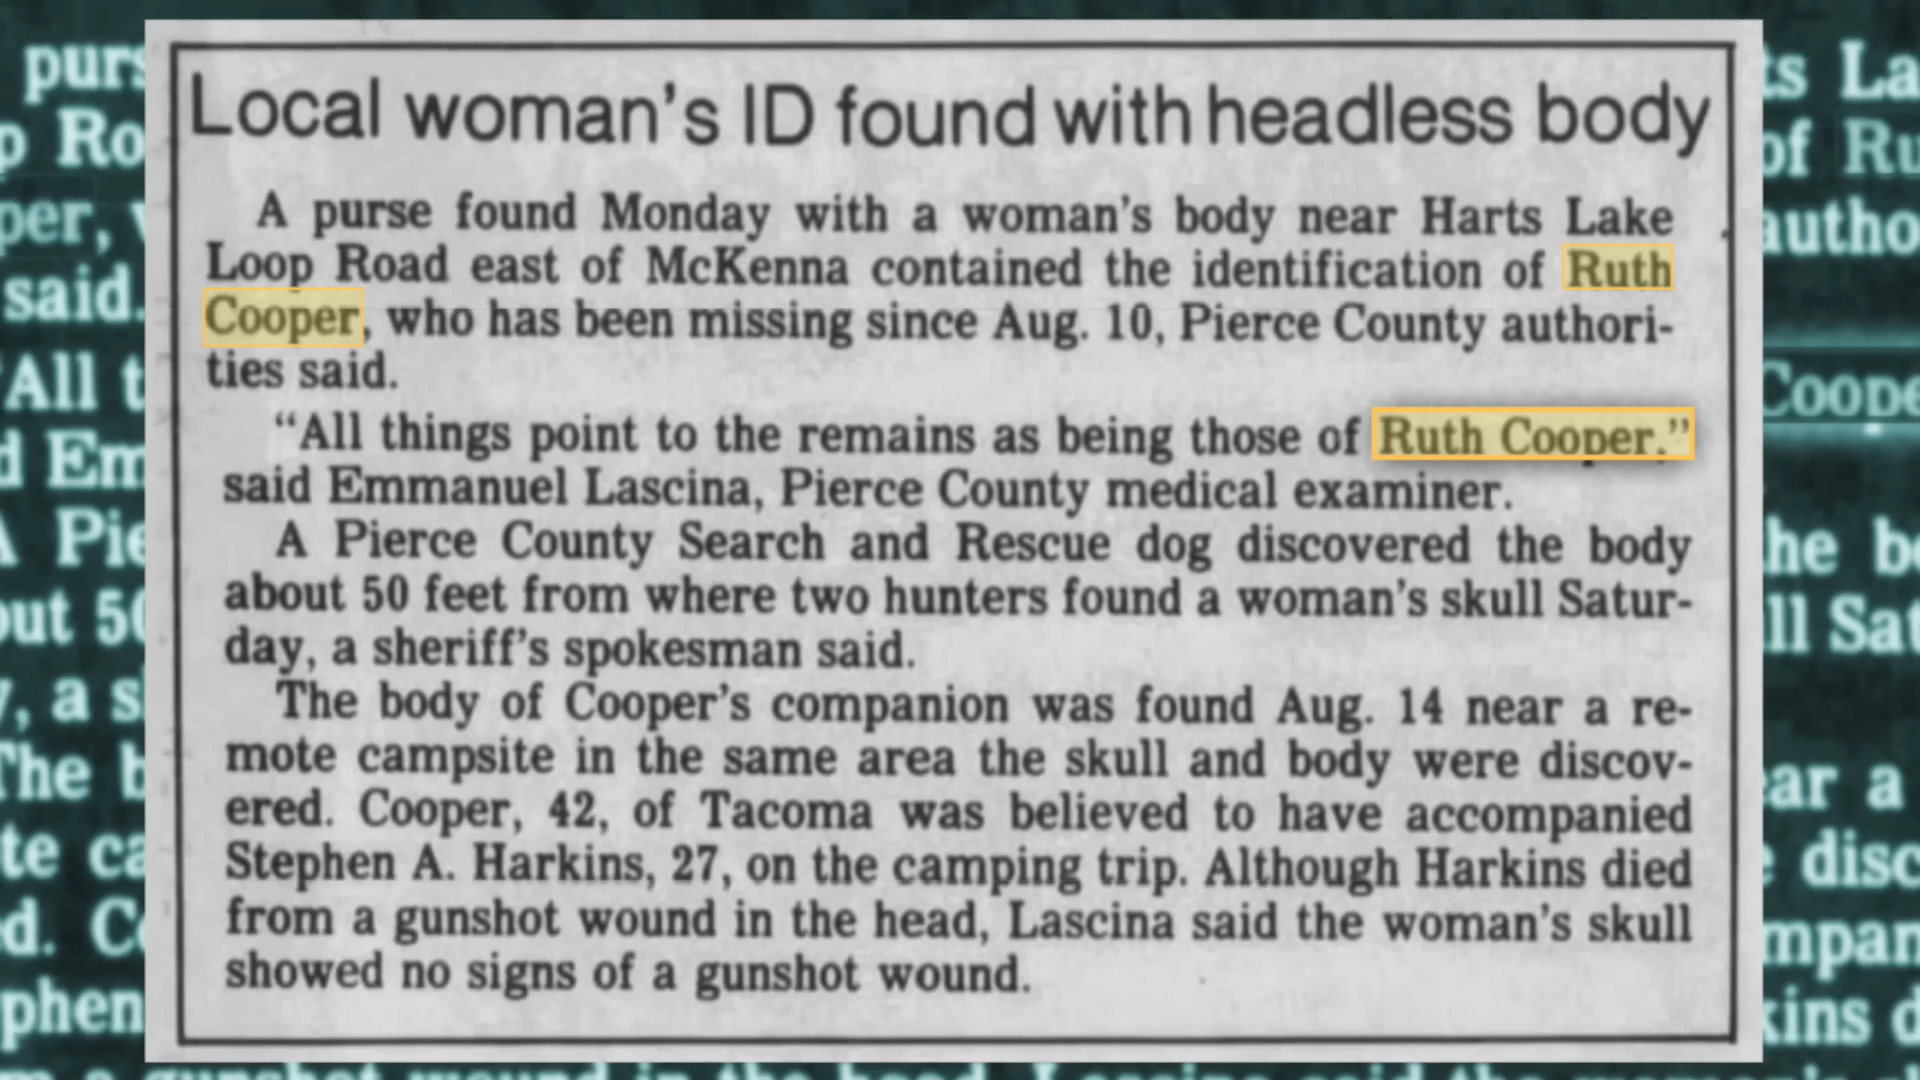 Local woman's ID found with headless body
A purse found Monday with a woman's body near Harts Lake
Loop Road east of McKenna contained the identification of Ruth
Cooper, who has been missing since Aug. 10, Pierce County authori-
ties said.
"All things point to the remains as being those of Ruth Cooper,"
said Emmanuel Lascina, Pierce County medical examiner.
A Pierce County Search and Rescue dog discovered the body
about 50 feet from where two hunters found a woman's skull Satur-
day, a sheriff's spokesman said.
The body of Cooper's companion was found Aug. 14 near a re-
mote campsite in the same area the skull and body were discov-
ered. Cooper, 42, of Tacoma was believed to have accompanied
Stephen A. Harkins, 27, on the camping trip. Although Harkins died
from a gunshot wound in the head, Lascina said the woman's skull
showed no signs of a gunshot wound.